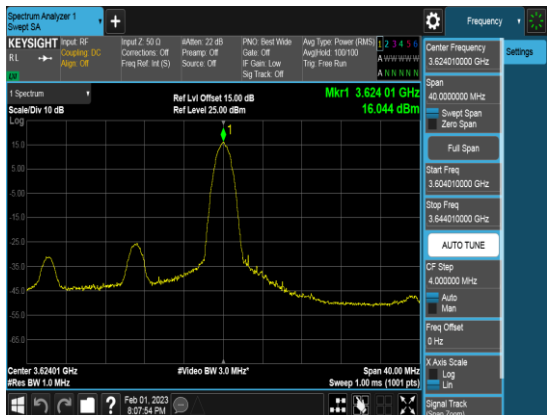 Spectrum Analyzer 1
Swept SA
Frequency
KEYSIGHT
RL
Input: RF
Coupling: DC
Align: Off
Input Z: 50 Ω
Corrections: Off
Freq Ref: Int (S)
#Atten: 22 dB
Preamp: Off
Source: Off
PNO: Best Wide
Gate: Off
IF Gain: Low
Sig Track: Off
Avg Type: Power (RMS)
Avg|Hold: 100/100
Trig: Free Run
1 2 3 4 5 6
A W W W W W
A N N N N N
1 Spectrum
Scale/Div 10 dB
Log
Ref Lvl Offset 15.00 dB
Ref Level 25.00 dBm
Mkr1 3.624 01 GHz
16.044 dBm
1
15.0
5.00
-5.00
-15.0
-25.0
-35.0
-45.0
-55.0
-65.0
Center 3.62401 GHz
#Res BW 1.0 MHz
#Video BW 3.0 MHz*
Span 40.00 MHz
Sweep 1.00 ms (1001 pts)
Feb 01, 2023
8:07:54 PM
Settings
Center Frequency
3.624010000 GHz
Span
40.0000000 MHz
Swept Span
Zero Span
Full Span
Start Freq
3.604010000 GHz
Stop Freq
3.644010000 GHz
AUTO TUNE
CF Step
4.000000 MHz
Auto
Man
Freq Offset
0 Hz
X Axis Scale
Log
Lin
Signal Track
(Span Zoom)